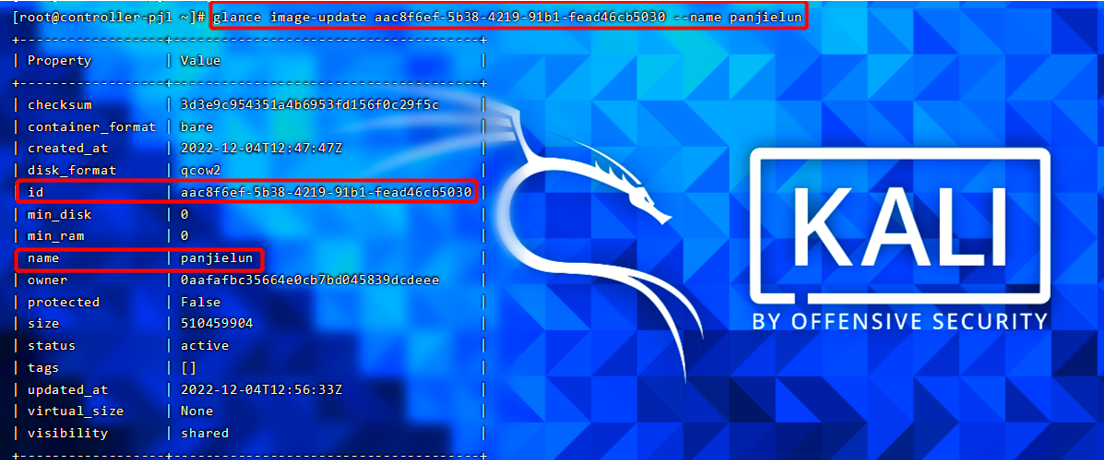 [root@controller-pjl ~]# glance image-update aac8f6ef-5b38-4219-91b1-fead46cb5030 --name panjielun
+------------------+--------------------------------------+
| Property         | Value                                |
+------------------+--------------------------------------+
| checksum         | 3d3e9c954351a4b6953fd156f0c29f5c     |
| container_format | bare                                 |
| created_at       | 2022-12-04T12:47:47Z                 |
| disk_format      | qcow2                                |
| id               | aac8f6ef-5b38-4219-91b1-fead46cb5030 |
| min_disk         | 0                                    |
| min_ram          | 0                                    |
| name             | panjielun                            |
| owner            | 0aafafbc35664e0cb7bd045839dcdeee     |
| protected        | False                                |
| size             | 510459904                            |
| status           | active                               |
| tags             | []                                   |
| updated_at       | 2022-12-04T12:56:33Z                 |
| virtual_size     | None                                 |
| visibility       | shared                               |
+------------------+--------------------------------------+
KALI
BY OFFENSIVE SECURITY